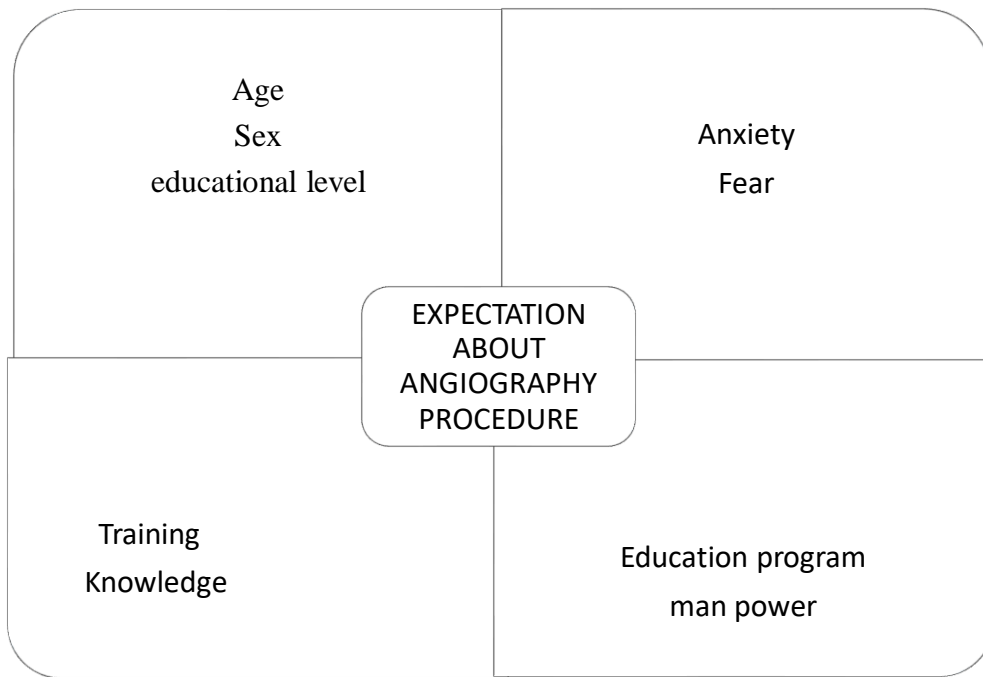 Age
Sex
educational level
Anxiety
Fear
EXPECTATION
ABOUT
ANGIOGRAPHY
PROCEDURE
Training
Knowledge
Education program
man power